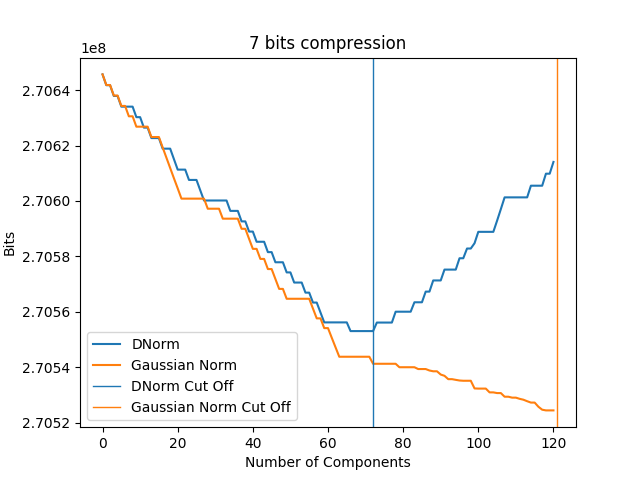 7 bits compression
1e8
2.7064
2.7062
2.7060
2.7058
2.7056
2.7054
2.7052
Bits
DNorm
Gaussian Norm
DNorm Cut Off
Gaussian Norm Cut Off
0 20 40 60 80 100 120
Number of Components